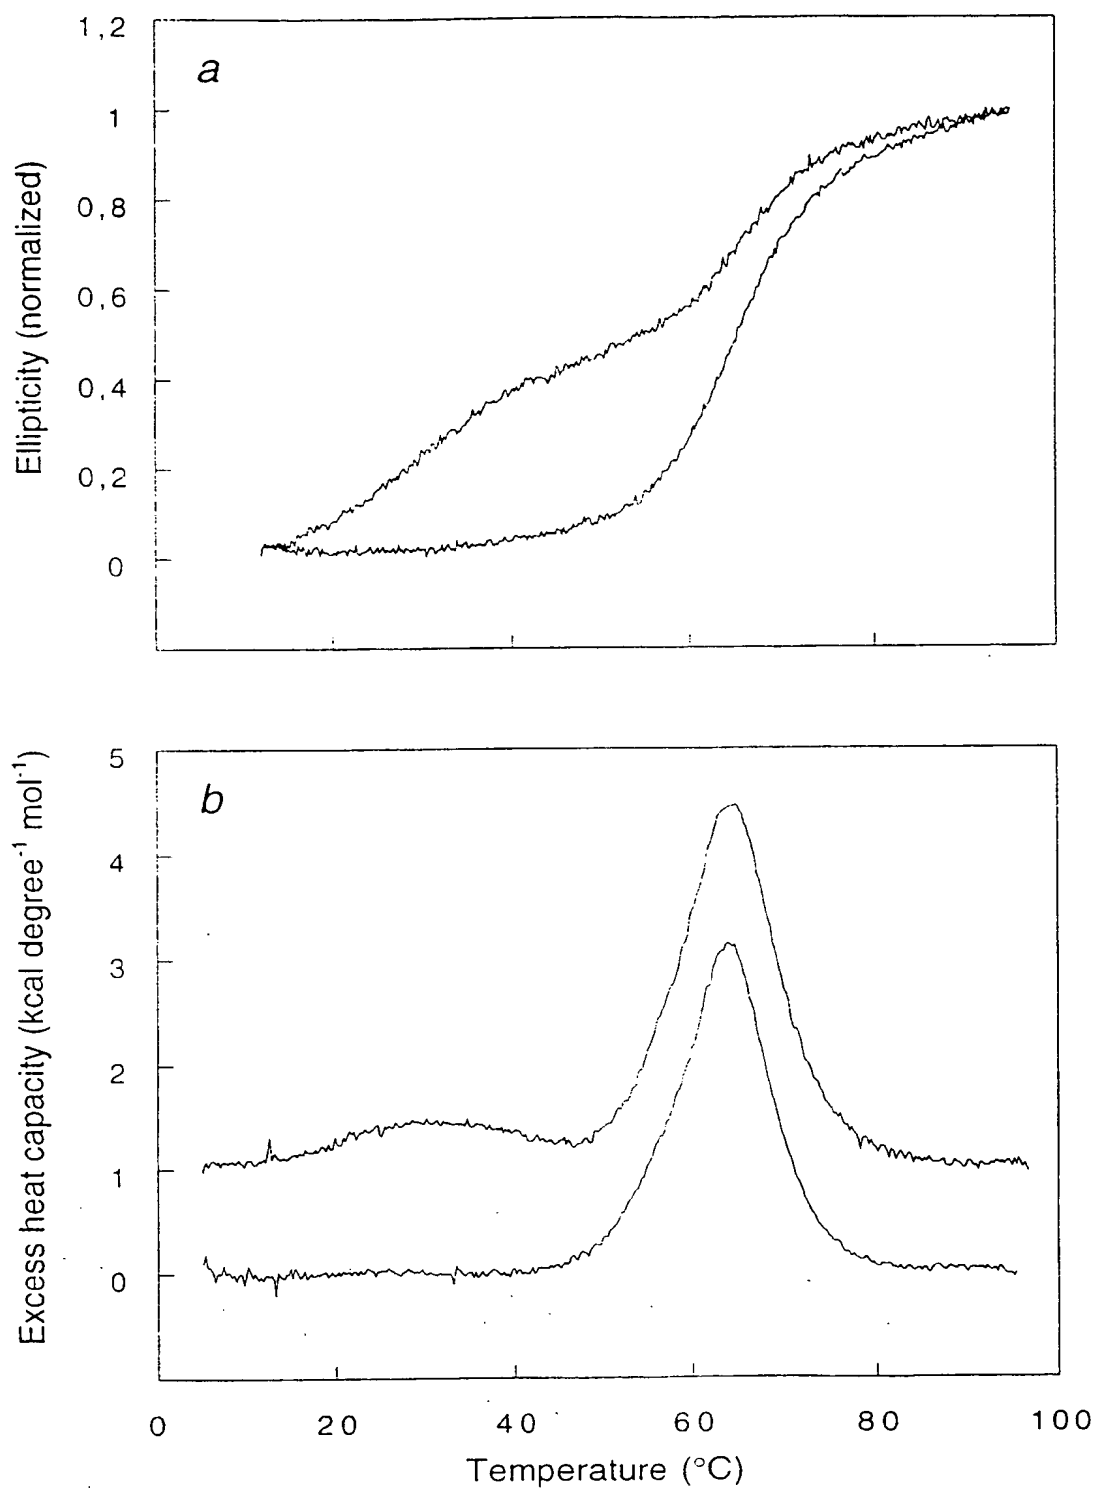 a
1,2
1
0,8
0,6
0,4
0,2
0
Ellipticity (normalized)
b
5
4
3
2
1
0
Excess heat capacity (kcal degree⁻¹ mol⁻¹)
0 20 40 60 80 100
Temperature (°C)